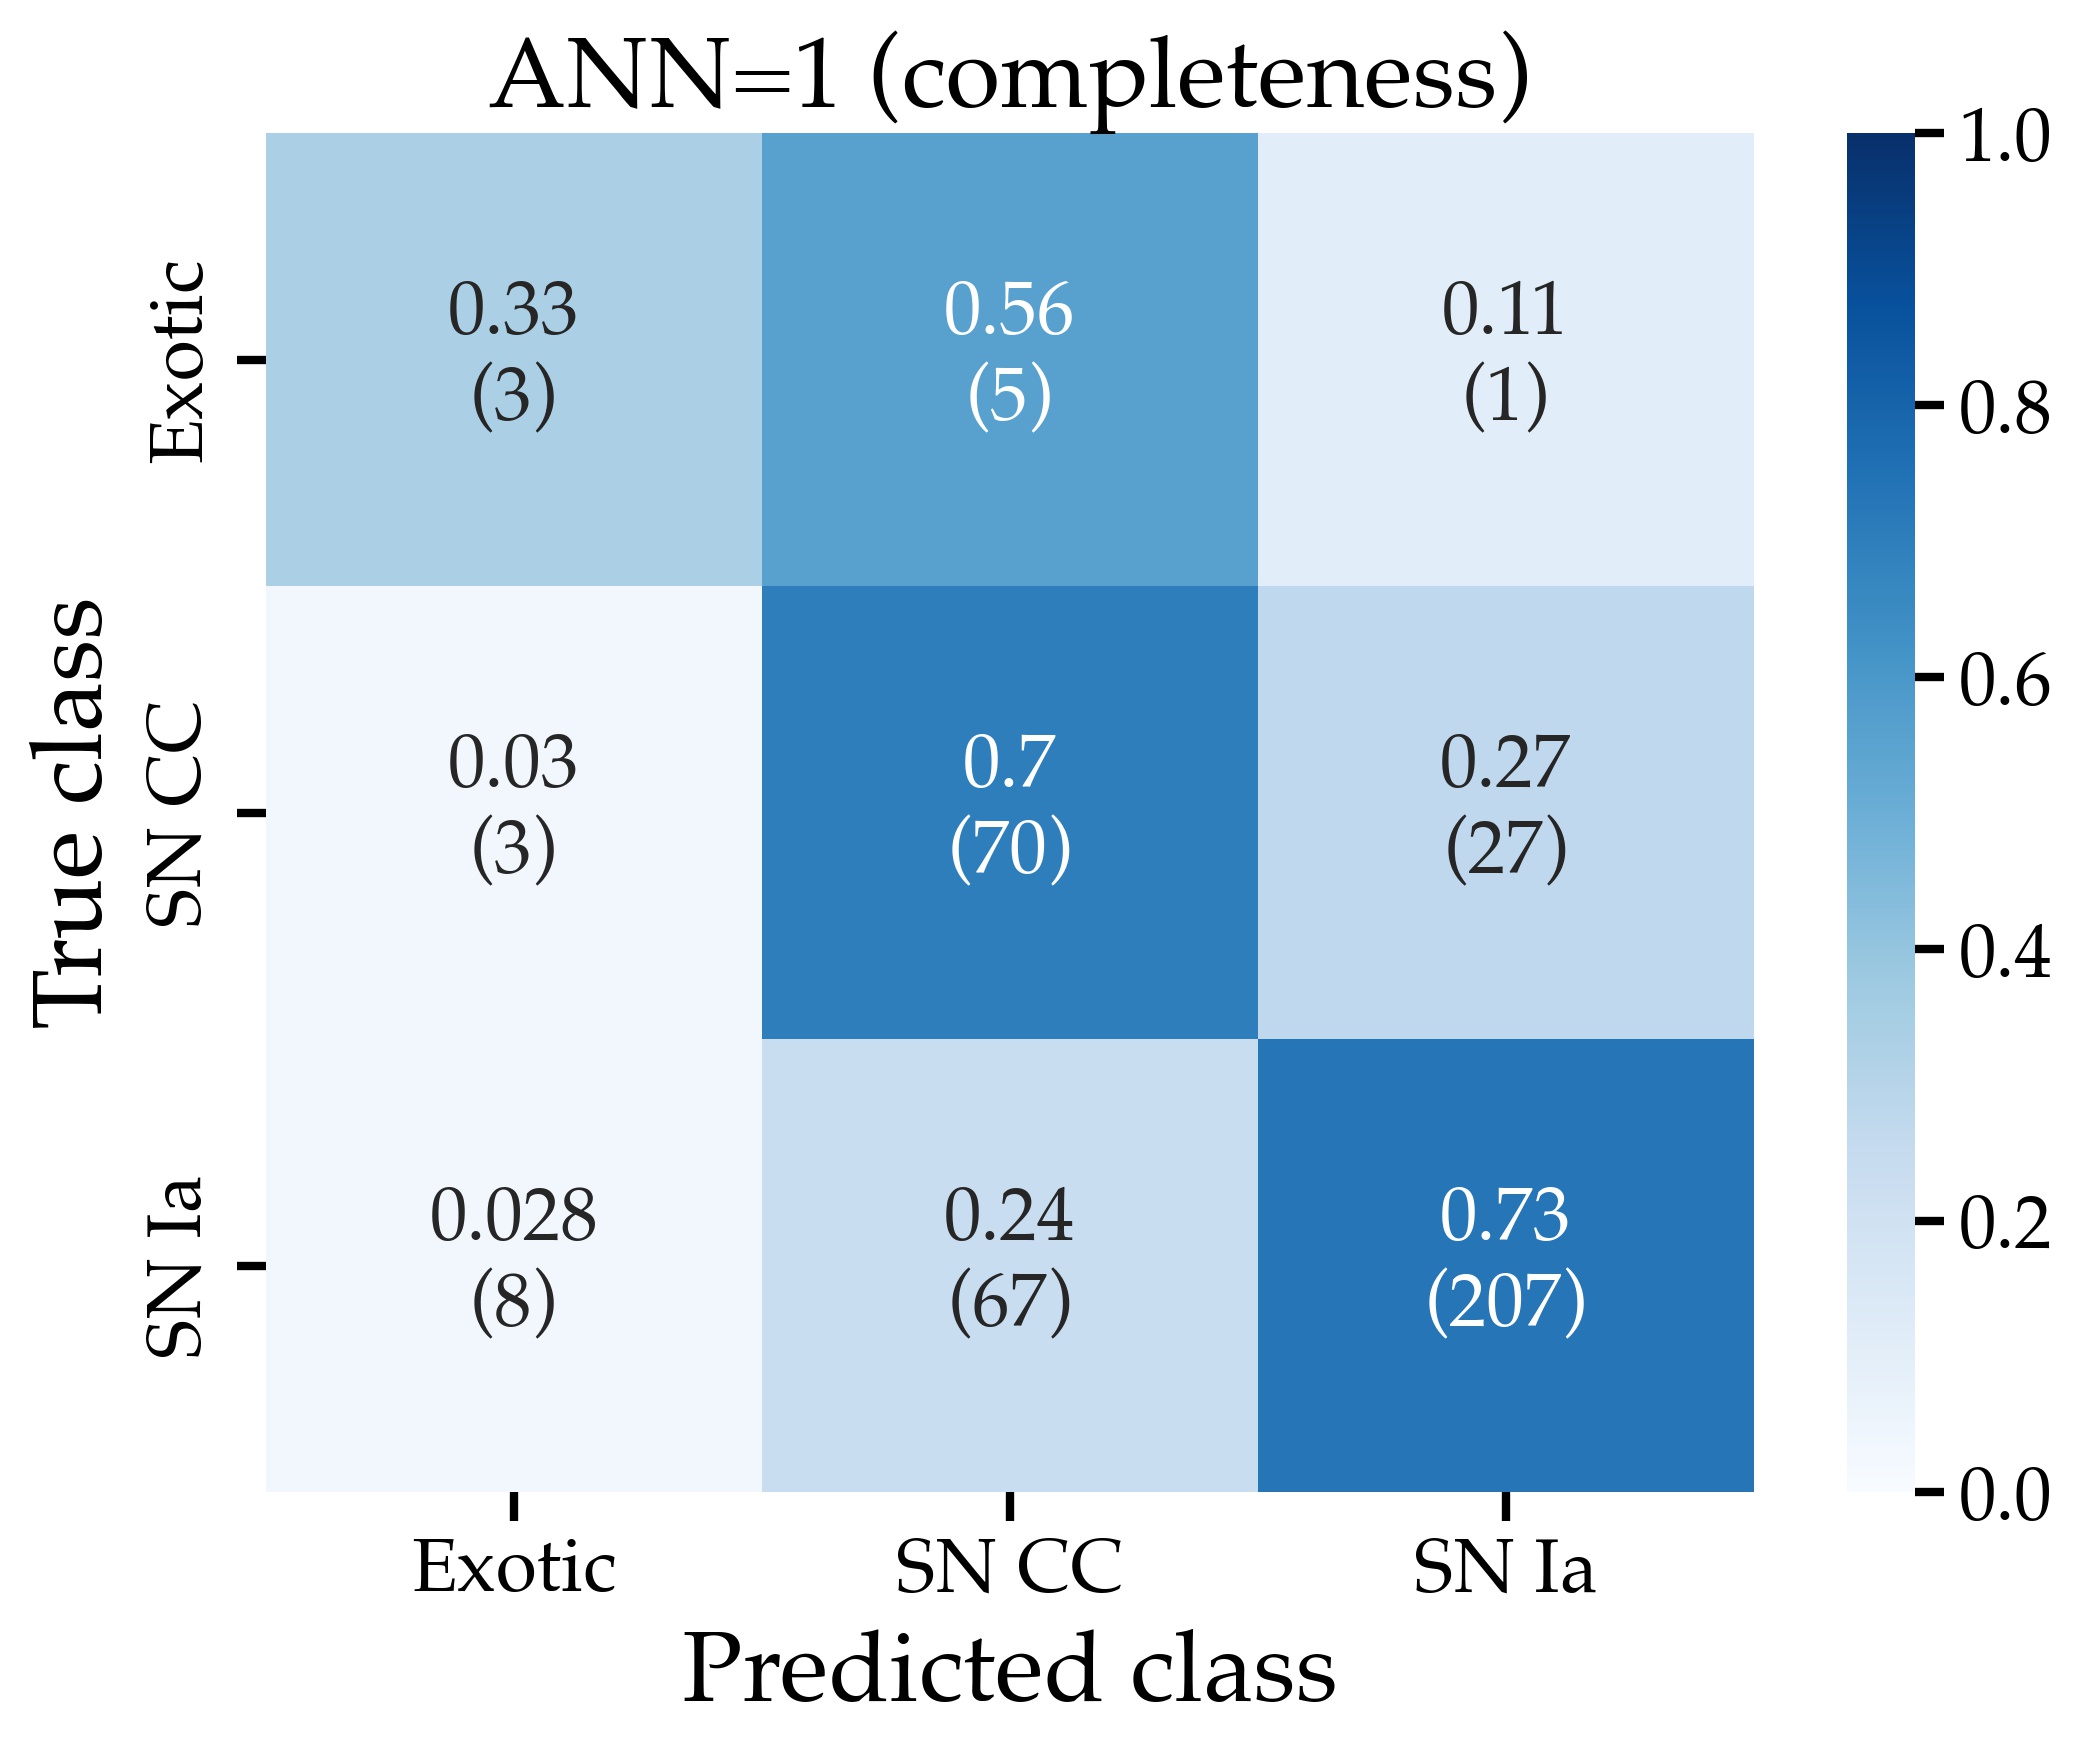 ANN=1 (completeness)
True class
Exotic
0.33
(3)
0.56
(5)
0.11
(1)
SN CC
0.03
(3)
0.7
(70)
0.27
(27)
SN Ia
0.028
(8)
0.24
(67)
0.73
(207)
Exotic
SN CC
SN Ia
Predicted class
1.0
0.8
0.6
0.4
0.2
0.0